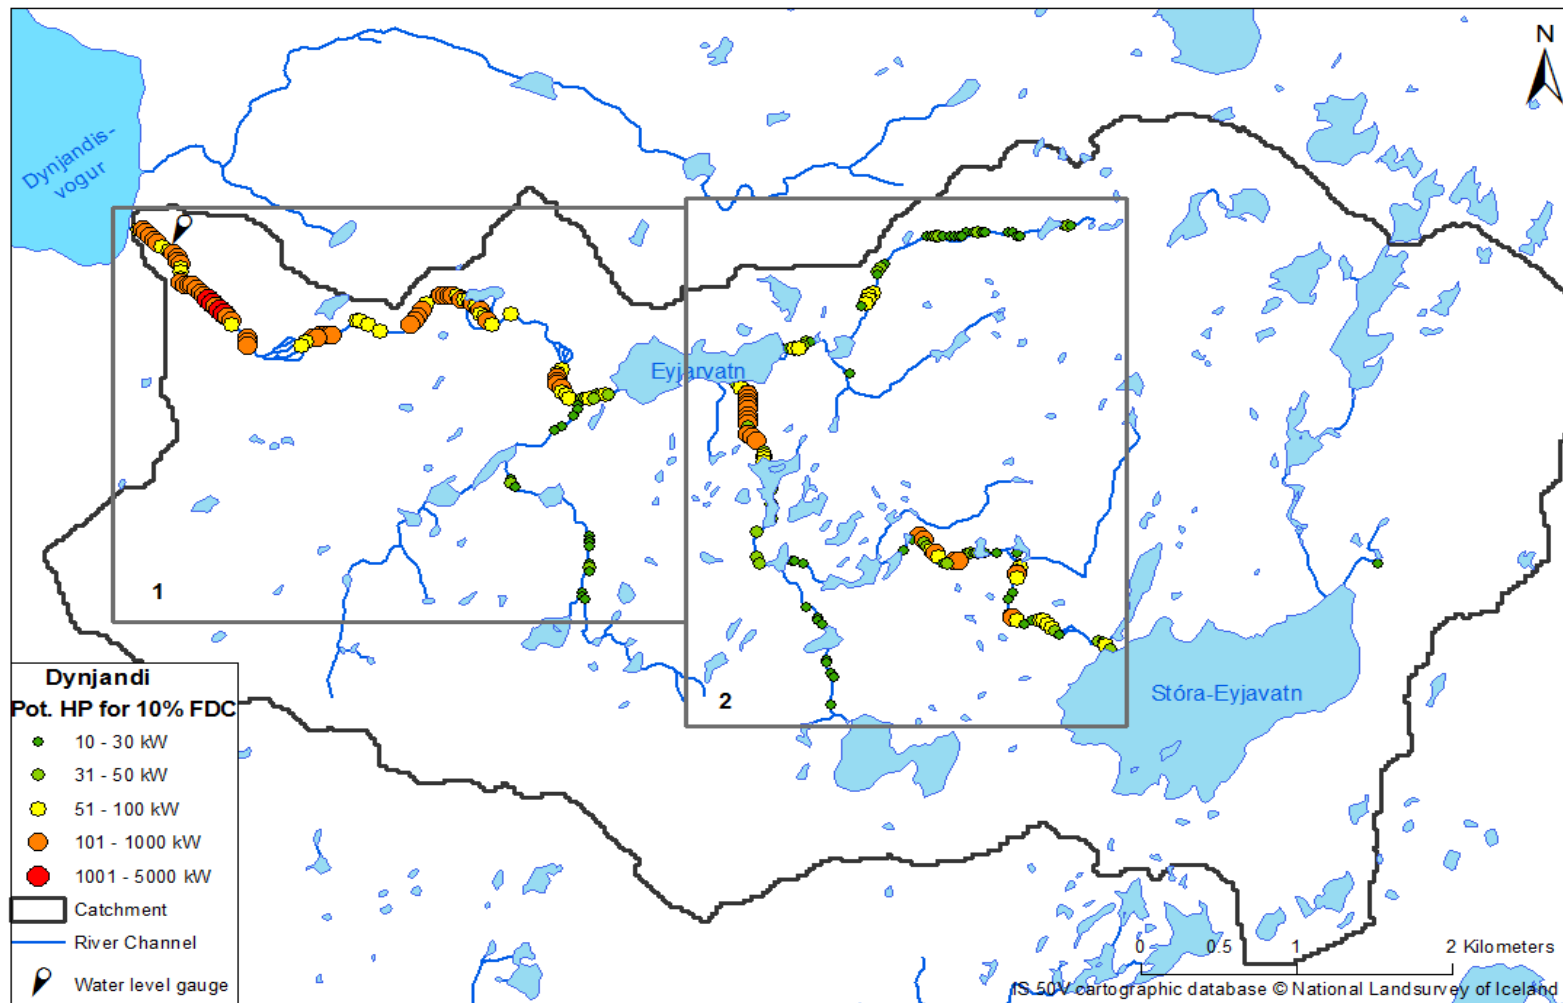 N
Dynjandis-
vogur
Eyjarvatn
1
2
Stóra-Eyjavatn
Dynjandi
Pot. HP for 10% FDC
10 - 30 kW
31 - 50 kW
51 - 100 kW
101 - 1000 kW
1001 - 5000 kW
Catchment
River Channel
Water level gauge
0 0.5 1 2 Kilometers
IS 50V cartographic database © National Landsurvey of Iceland